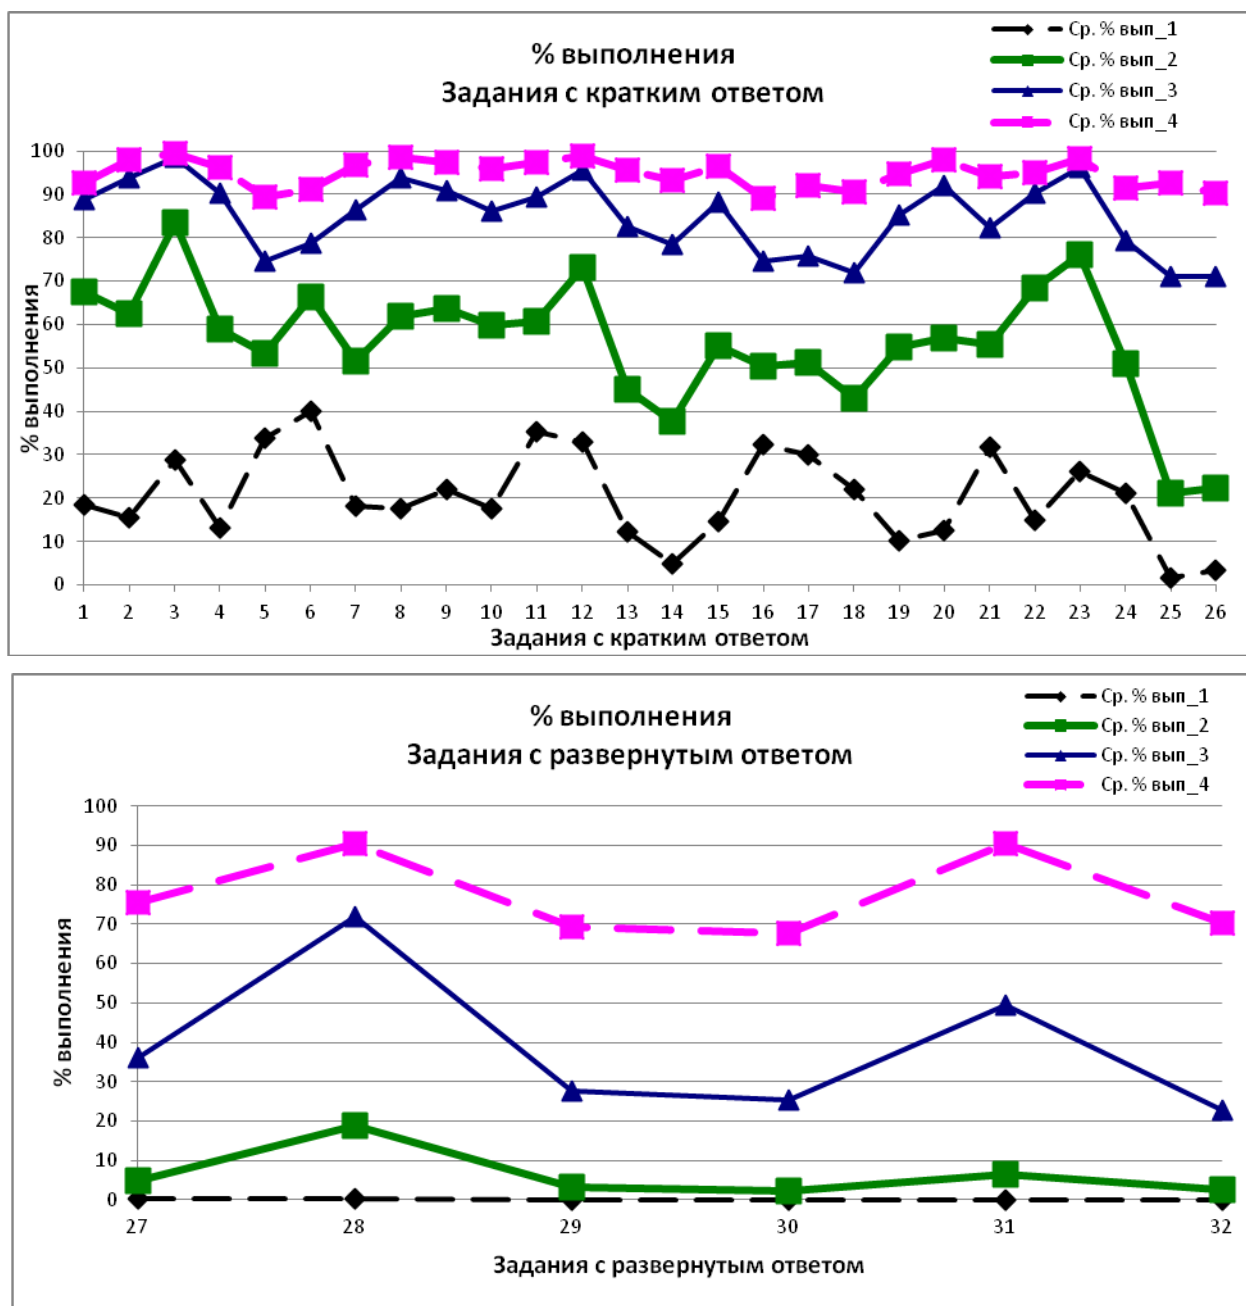 % выполнения
Задания с кратким ответом
Ср. % вып_1
Ср. % вып_2
Ср. % вып_3
Ср. % вып_4
% выполнения
100
90
80
70
60
50
40
30
20
10
0
1 2 3 4 5 6 7 8 9 10 11 12 13 14 15 16 17 18 19 20 21 22 23 24 25 26
Задания с кратким ответом
% выполнения
Задания с развернутым ответом
Ср. % вып_1
Ср. % вып_2
Ср. % вып_3
Ср. % вып_4
% выполнения
100
90
80
70
60
50
40
30
20
10
0
27 28 29 30 31 32
Задания с развернутым ответом